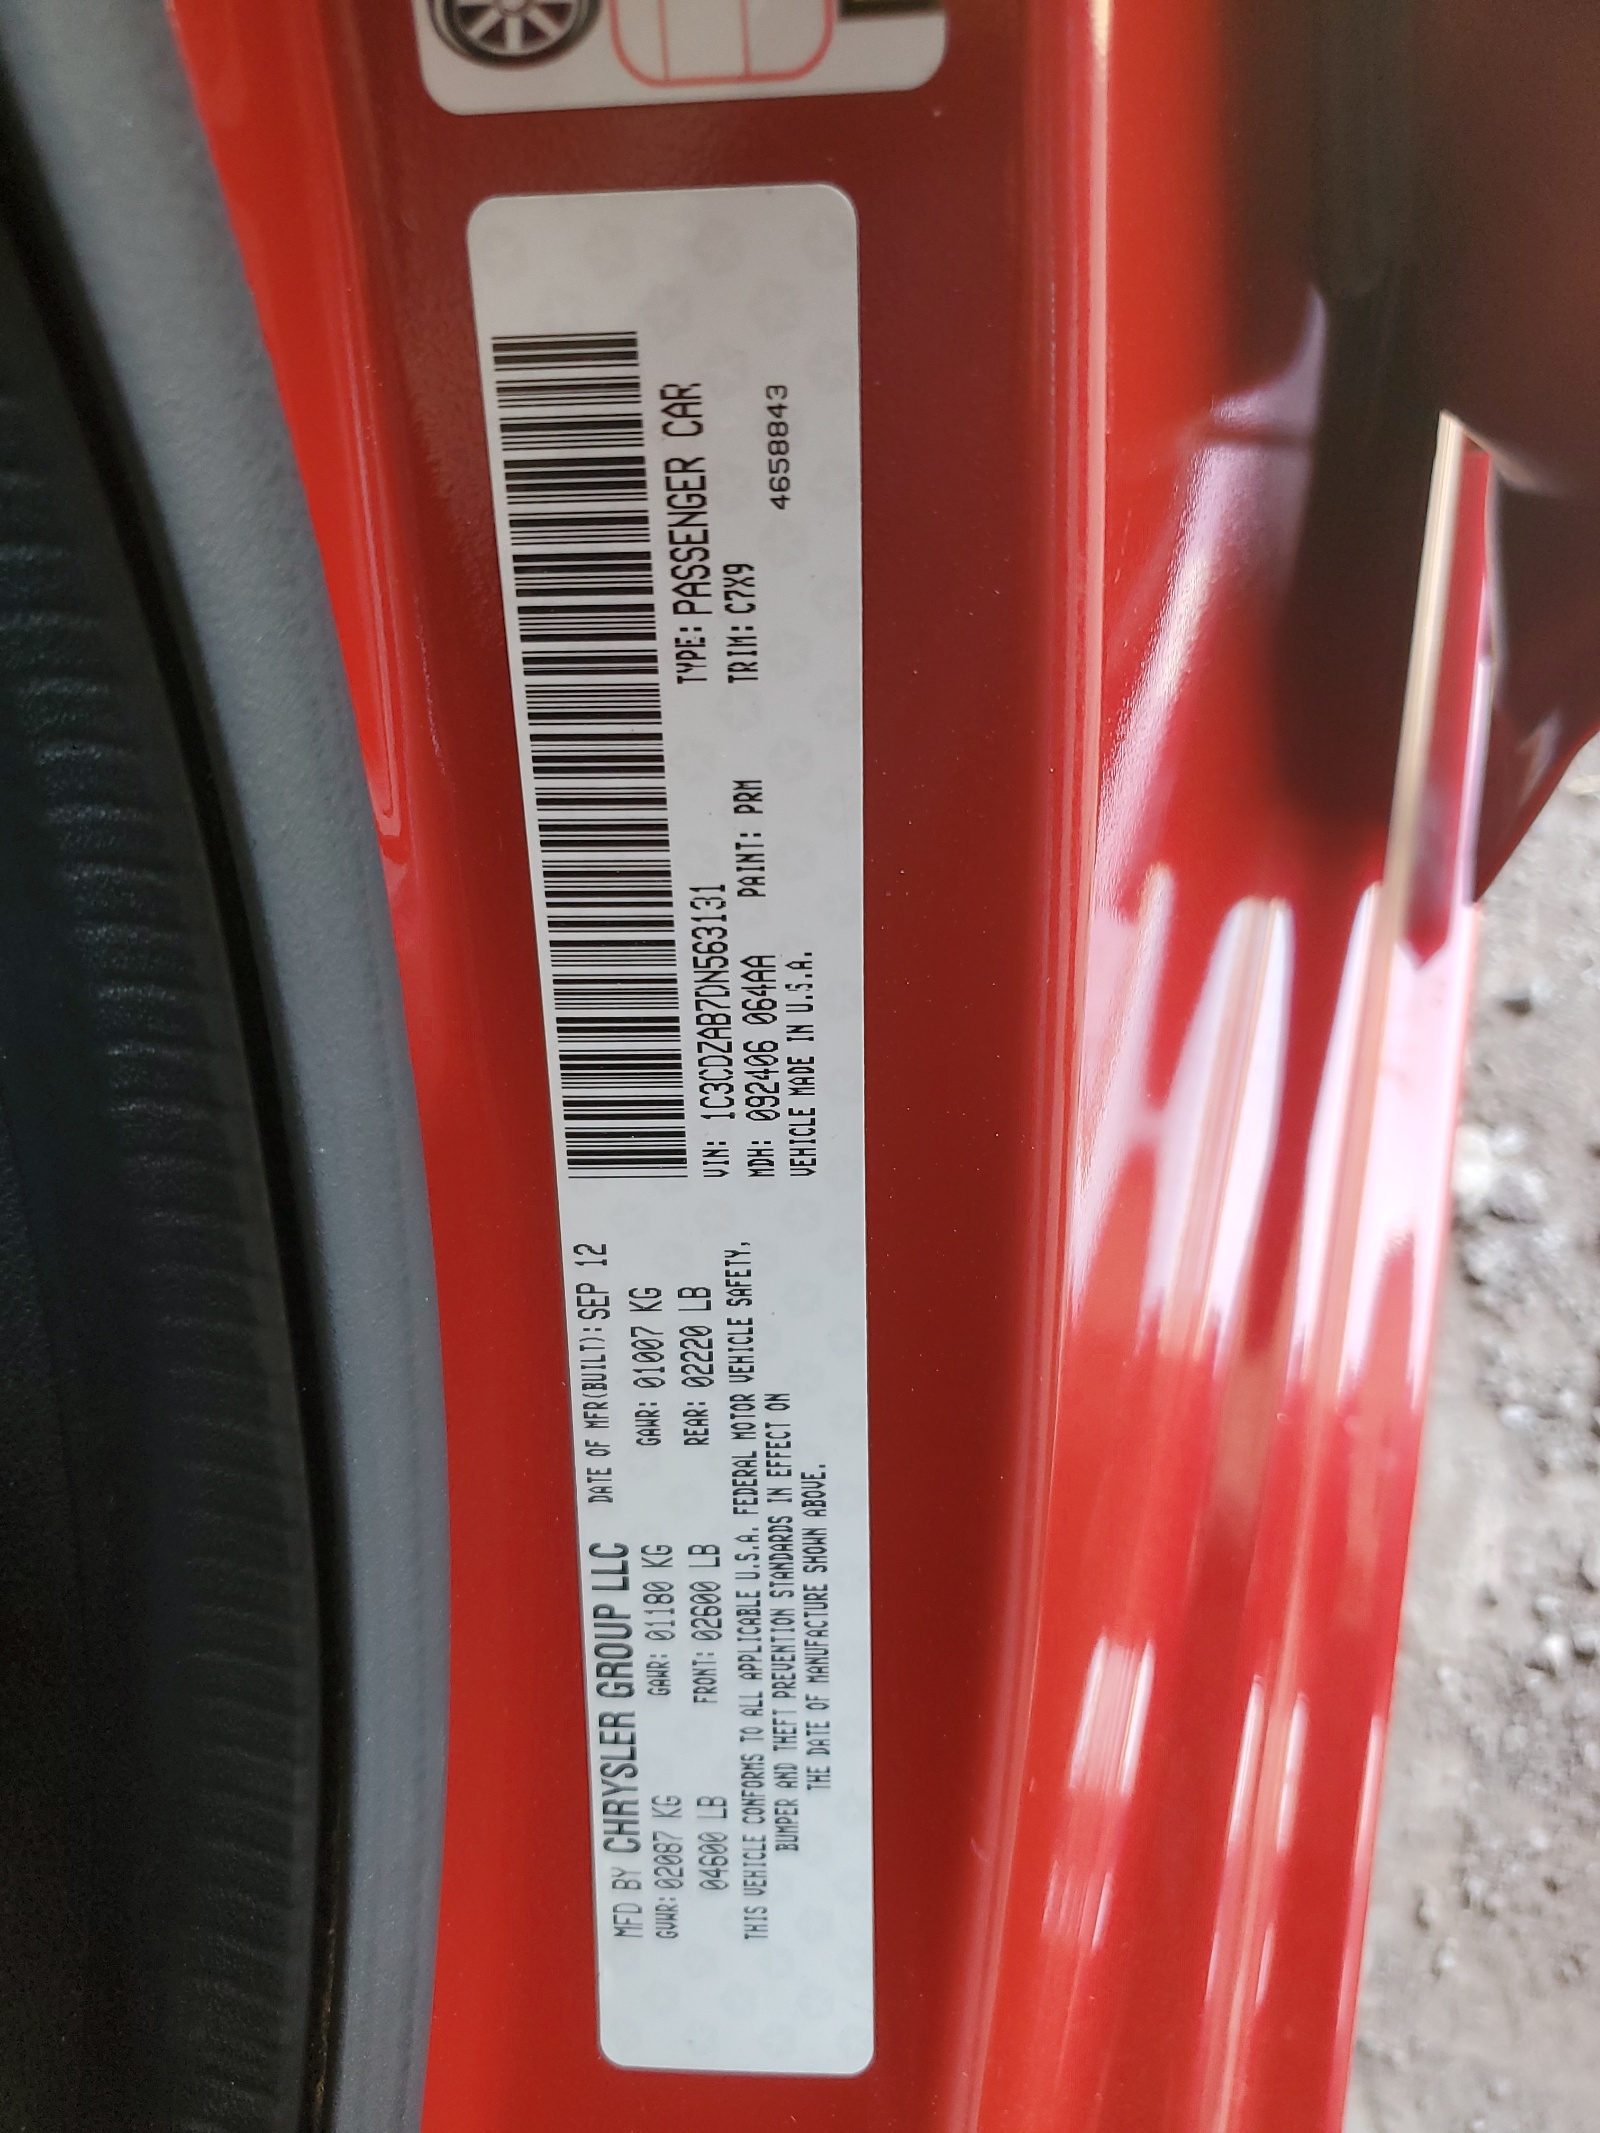 MFD BY CHRYSLER GROUP LLC DATE OF MFR(BUILT): SEP 12
GVWR: 02087 KG GAWR: 01180 KG GAWR: 01007 KG
04600 LB FRONT: 02600 LB REAR: 02220 LB
THIS VEHICLE CONFORMS TO ALL APPLICABLE U.S.A. FEDERAL MOTOR VEHICLE SAFETY,
BUMPER AND THEFT PREVENTION STANDARDS IN EFFECT ON
THE DATE OF MANUFACTURE SHOWN ABOVE.
VIN: 1C3CDZAB7DN563131 TYPE: PASSENGER CAR
MDH: 092406 064AA PAINT: PRM TRIM: C7X9
VEHICLE MADE IN U.S.A. 4658843